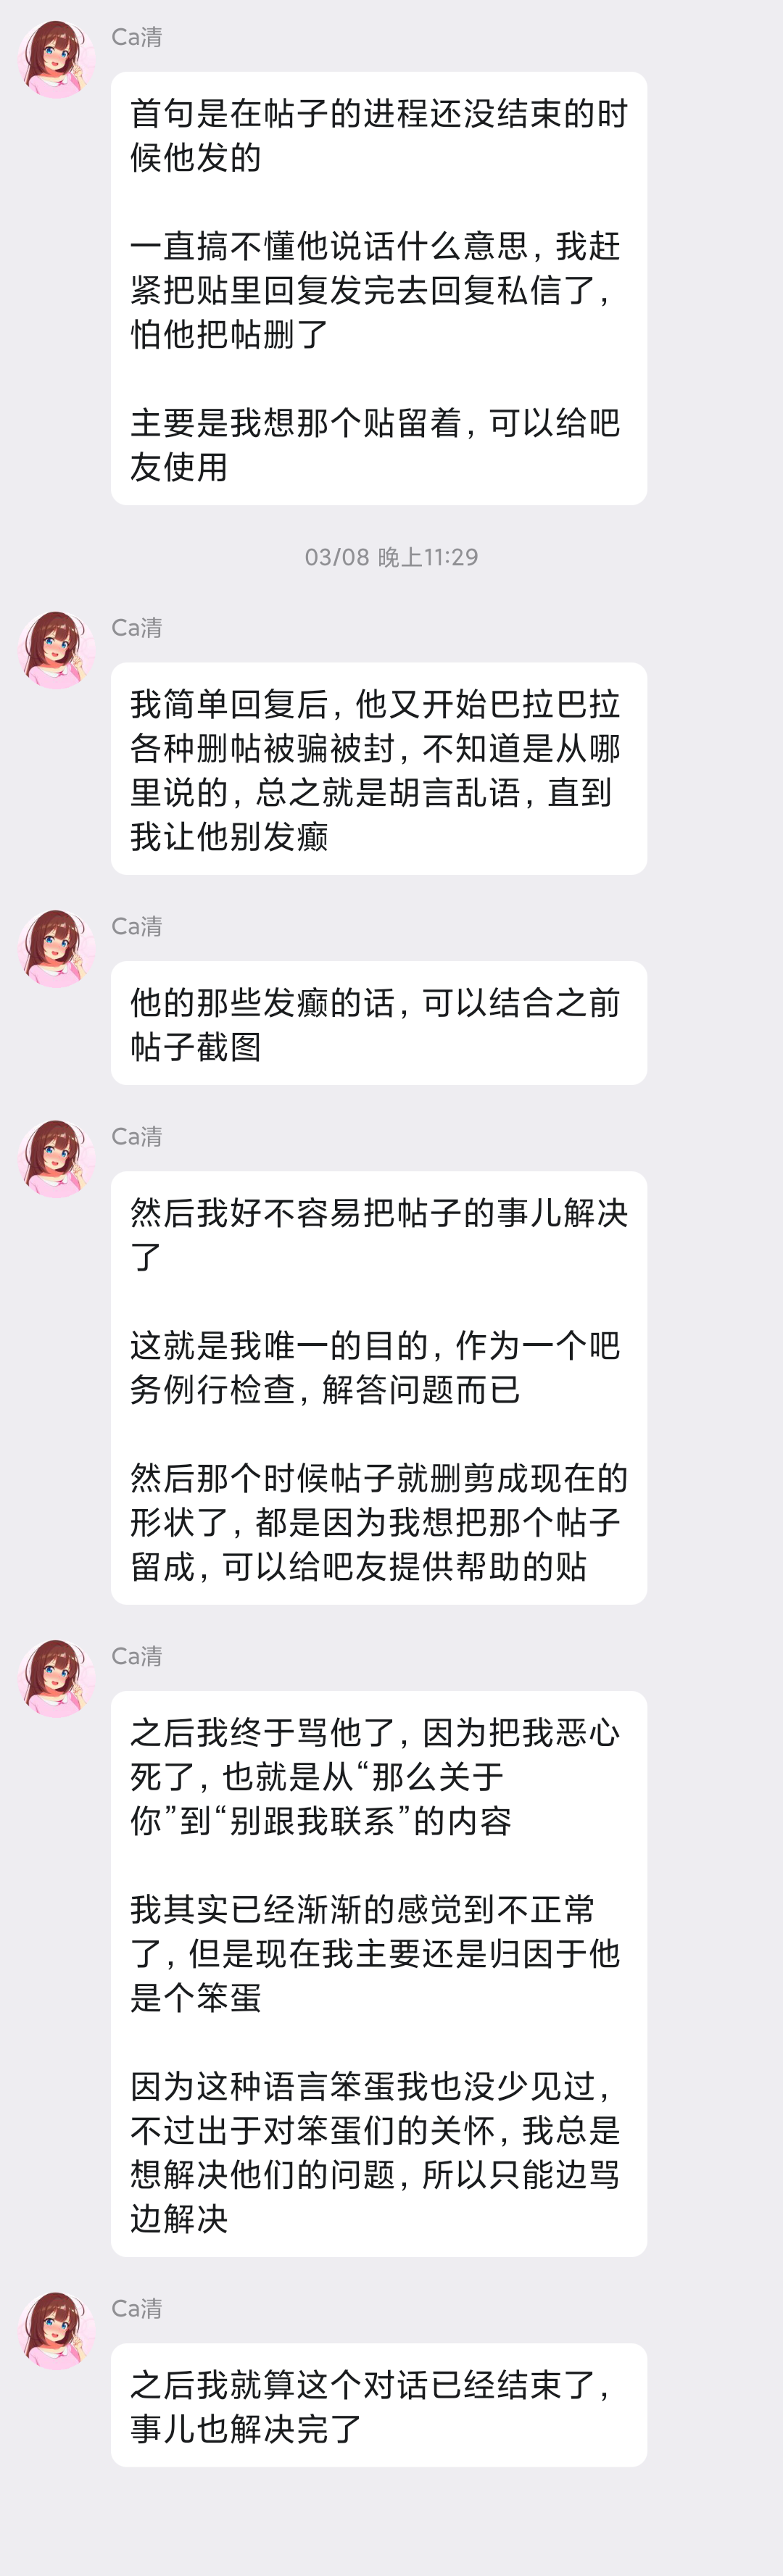 Ca清
首句是在帖子的进程还没结束的时
候他发的
一直搞不懂他说话什么意思，我赶
紧把贴里回复发完去回复私信了，
怕他把帖删了
主要是我想那个贴留着，可以给吧
友使用
03/08 晚上11:29
Ca清
我简单回复后，他又开始巴拉巴拉
各种删帖被骗被封，不知道是从哪
里说的，总之就是胡言乱语，直到
我让他别发癫
Ca清
他的那些发癫的话，可以结合之前
帖子截图
Ca清
然后我好不容易把帖子的事儿解决
了
这就是我唯一的目的，作为一个吧
务例行检查，解答问题而已
然后那个时候帖子就删剪成现在的
形状了，都是因为我想把那个帖子
留成，可以给吧友提供帮助的贴
Ca清
之后我终于骂他了，因为把我恶心
死了，也就是从“那么关于
你”到“别跟我联系”的内容
我其实已经渐渐的感觉到不正常
了，但是现在我主要还是归因于他
是个笨蛋
因为这种语言笨蛋我也没少见过，
不过出于对笨蛋们的关怀，我总是
想解决他们的问题，所以只能边骂
边解决
Ca清
之后我就算这个对话已经结束了，
事儿也解决完了